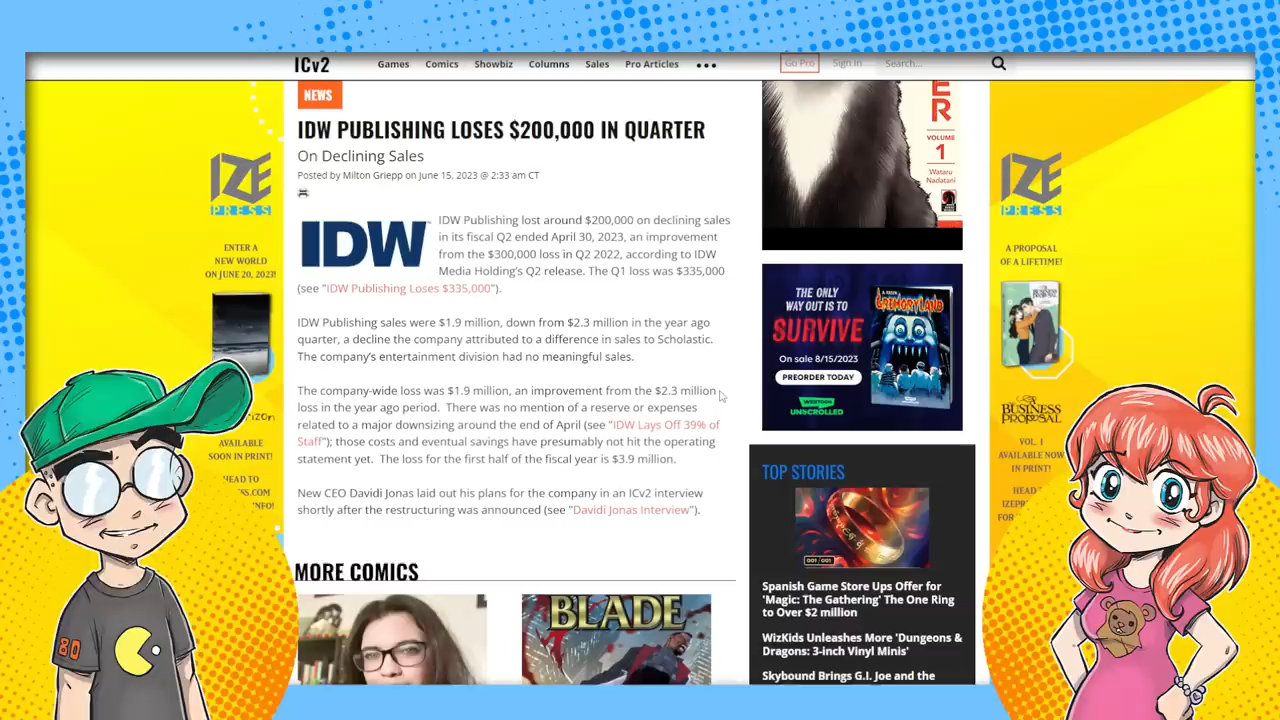 ICv2
Games Comics Showbiz Columns Sales Pro Articles •••
Go Pro Sign In Search...
NEWS
IDW PUBLISHING LOSES $200,000 IN QUARTER
On Declining Sales
Posted by Milton Griepp on June 15, 2023 @ 2:33 am CT
IDW
IDW Publishing lost around $200,000 on declining sales
in its fiscal Q2 ended April 30, 2023, an improvement
from the $300,000 loss in Q2 2022, according to IDW
Media Holding's Q2 release. The Q1 loss was $335,000
(see "IDW Publishing Loses $335,000").
IDW Publishing sales were $1.9 million, down from $2.3 million in the year ago
quarter, a decline the company attributed to a difference in sales to Scholastic.
The company's entertainment division had no meaningful sales.
The company-wide loss was $1.9 million, an improvement from the $2.3 million
loss in the year ago period. There was no mention of a reserve or expenses
related to a major downsizing around the end of April (see "IDW Lays Off 39% of
Staff"); those costs and eventual savings have presumably not hit the operating
statement yet. The loss for the first half of the fiscal year is $3.9 million.
New CEO Davidi Jonas laid out his plans for the company in an ICv2 interview
shortly after the restructuring was announced (see "Davidi Jonas Interview").
MORE COMICS
BLADE
IZE
PRESS
ENTER A
NEW WORLD
ON JUNE 20, 2023!
AVAILABLE
SOON IN PRINT!
HEAD TO
80
ER
VOLUME
1
Wataru
Nadatani
THE ONLY
WAY OUT IS TO
SURVIVE
On sale 8/15/2023
PREORDER TODAY
WEBTOON
UNSCROLLED
GREMORYLAND
TOP STORIES
001/001
Spanish Game Store Ups Offer for
'Magic: The Gathering' The One Ring
to Over $2 million
WizKids Unleashes More 'Dungeons &
Dragons: 3-inch Vinyl Minis'
Skybound Brings G.I. Joe and the
IZE
PRESS
A PROPOSAL
OF A LIFETIME!
BUSINESS
PROPOSAL
THE
BUSINESS
PROPOSAL
VOL. 1
AVAILABLE NOW
IN PRINT!